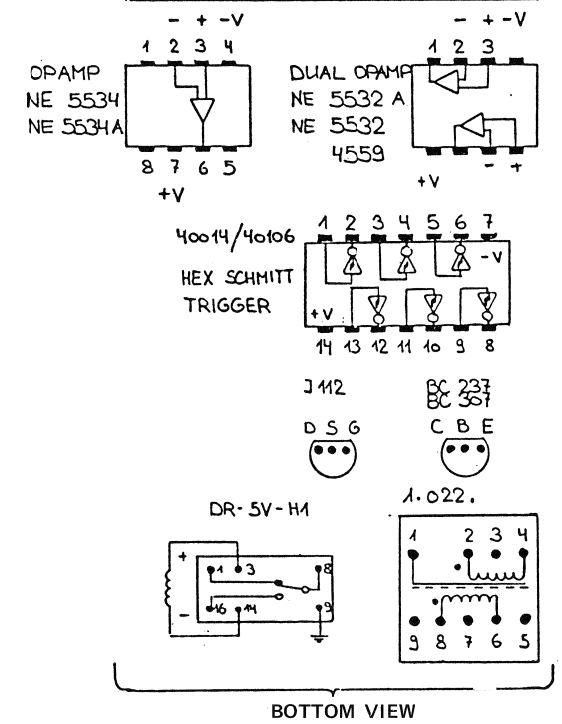 - + -V
1 2 3 4
OPAMP
NE 5534
NE 5534A
8 7 6 5
+V
- + -V
1 2 3
DUAL OPAMP
NE 5532 A
NE 5532
4559
- +
+V
40014/40106
HEX SCHMITT
TRIGGER
1 2 3 4 5 6 7
-V
+V
14 13 12 11 10 9 8
J112
D S G
BC 237
BC 307
C B E
DR-5V-H1
+
1 3 8
-
16 14 9
1.022.
1 2 3 4
9 8 7 6 5
BOTTOM VIEW